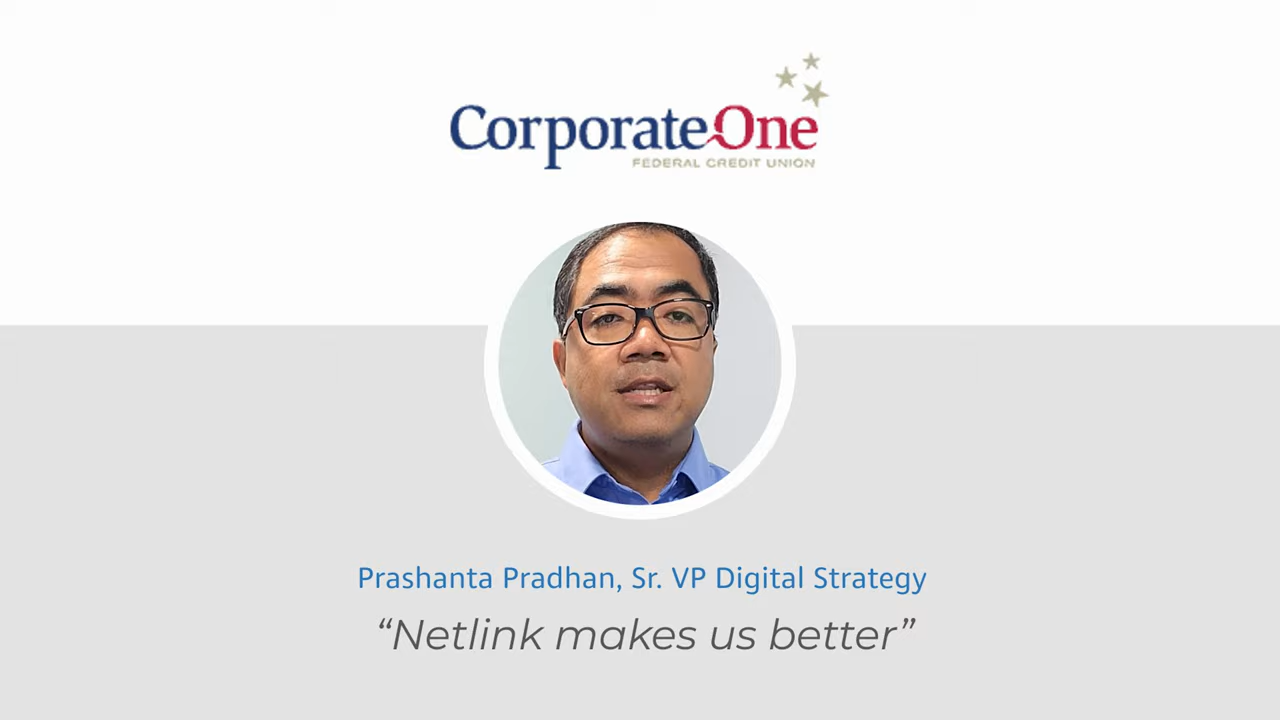 CorporateOne
FEDERAL CREDIT UNION
Prashanta Pradhan, Sr. VP Digital Strategy
“Netlink makes us better”